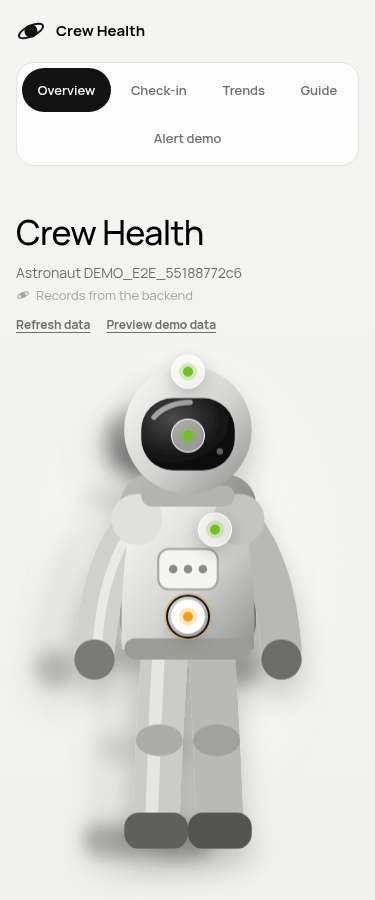 Crew Health
Overview
Check-in
Trends
Guide
Alert demo
Crew Health
Astronaut DEMO_E2E_55188772c6
Records from the backend
Refresh data
Preview demo data